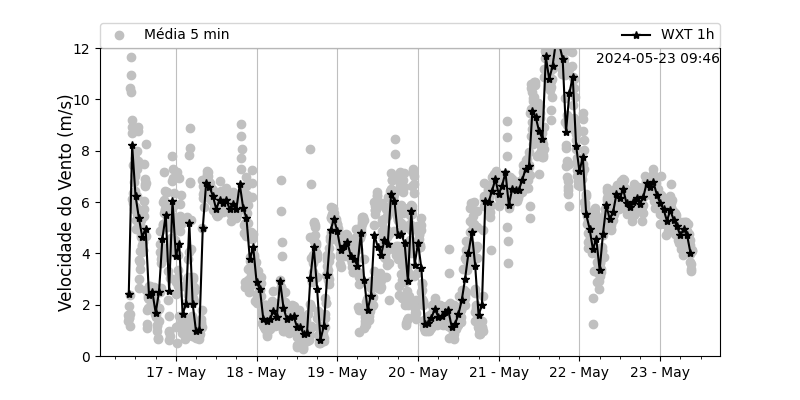 Média 5 min
WXT 1h
2024-05-23 09:46
Velocidade do Vento (m/s)
12
10
8
6
4
2
0
17 - May
18 - May
19 - May
20 - May
21 - May
22 - May
23 - May